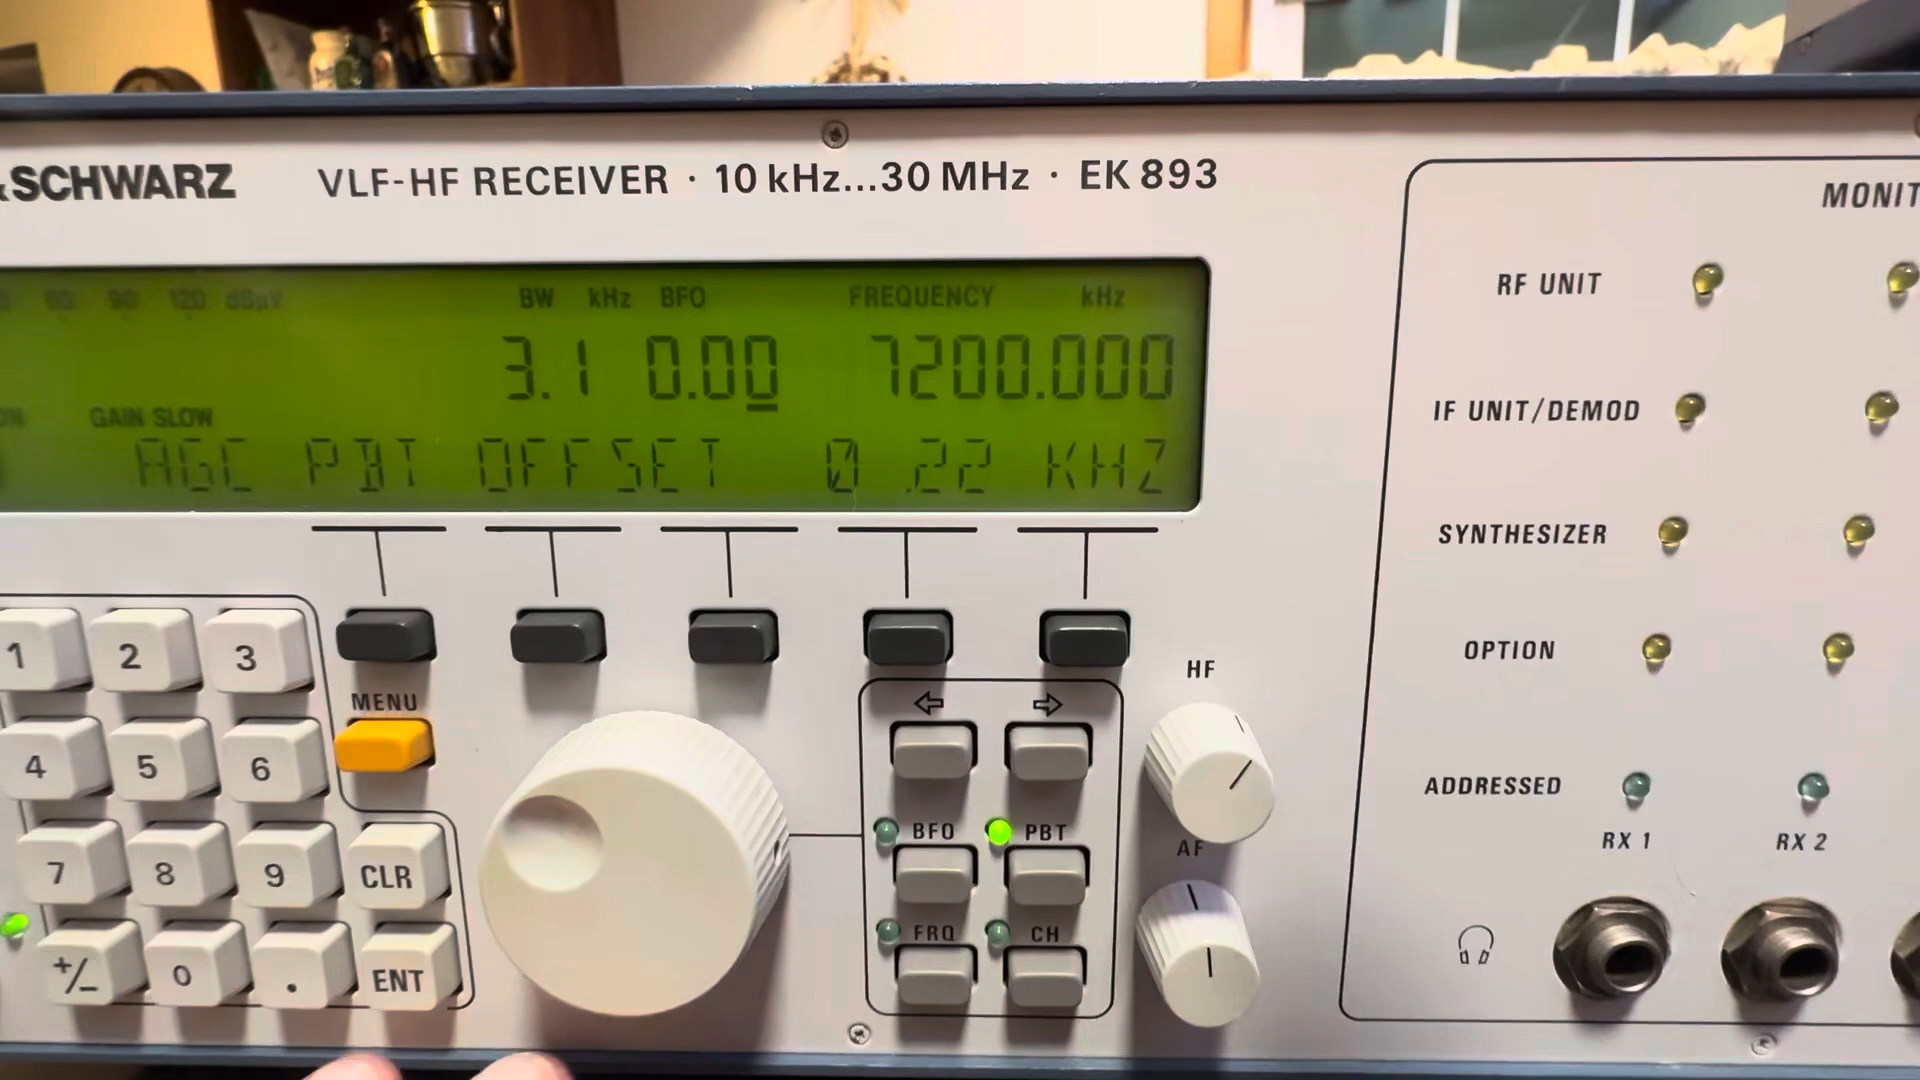 &SCHWARZ VLF-HF RECEIVER · 10 kHz...30 MHz · EK 893
60 90 120 dBµV BW kHz BFO FREQUENCY kHz
3.1 0.00 7200.000
GAIN SLOW
AGC PBT OFFSET 0.22 KHZ
1 2 3
MENU
4 5 6
7 8 9 CLR
+/- 0 . ENT
BFO PBT
FRQ CH
HF
AF
RF UNIT
IF UNIT/DEMOD
SYNTHESIZER
OPTION
ADDRESSED
RX 1 RX 2